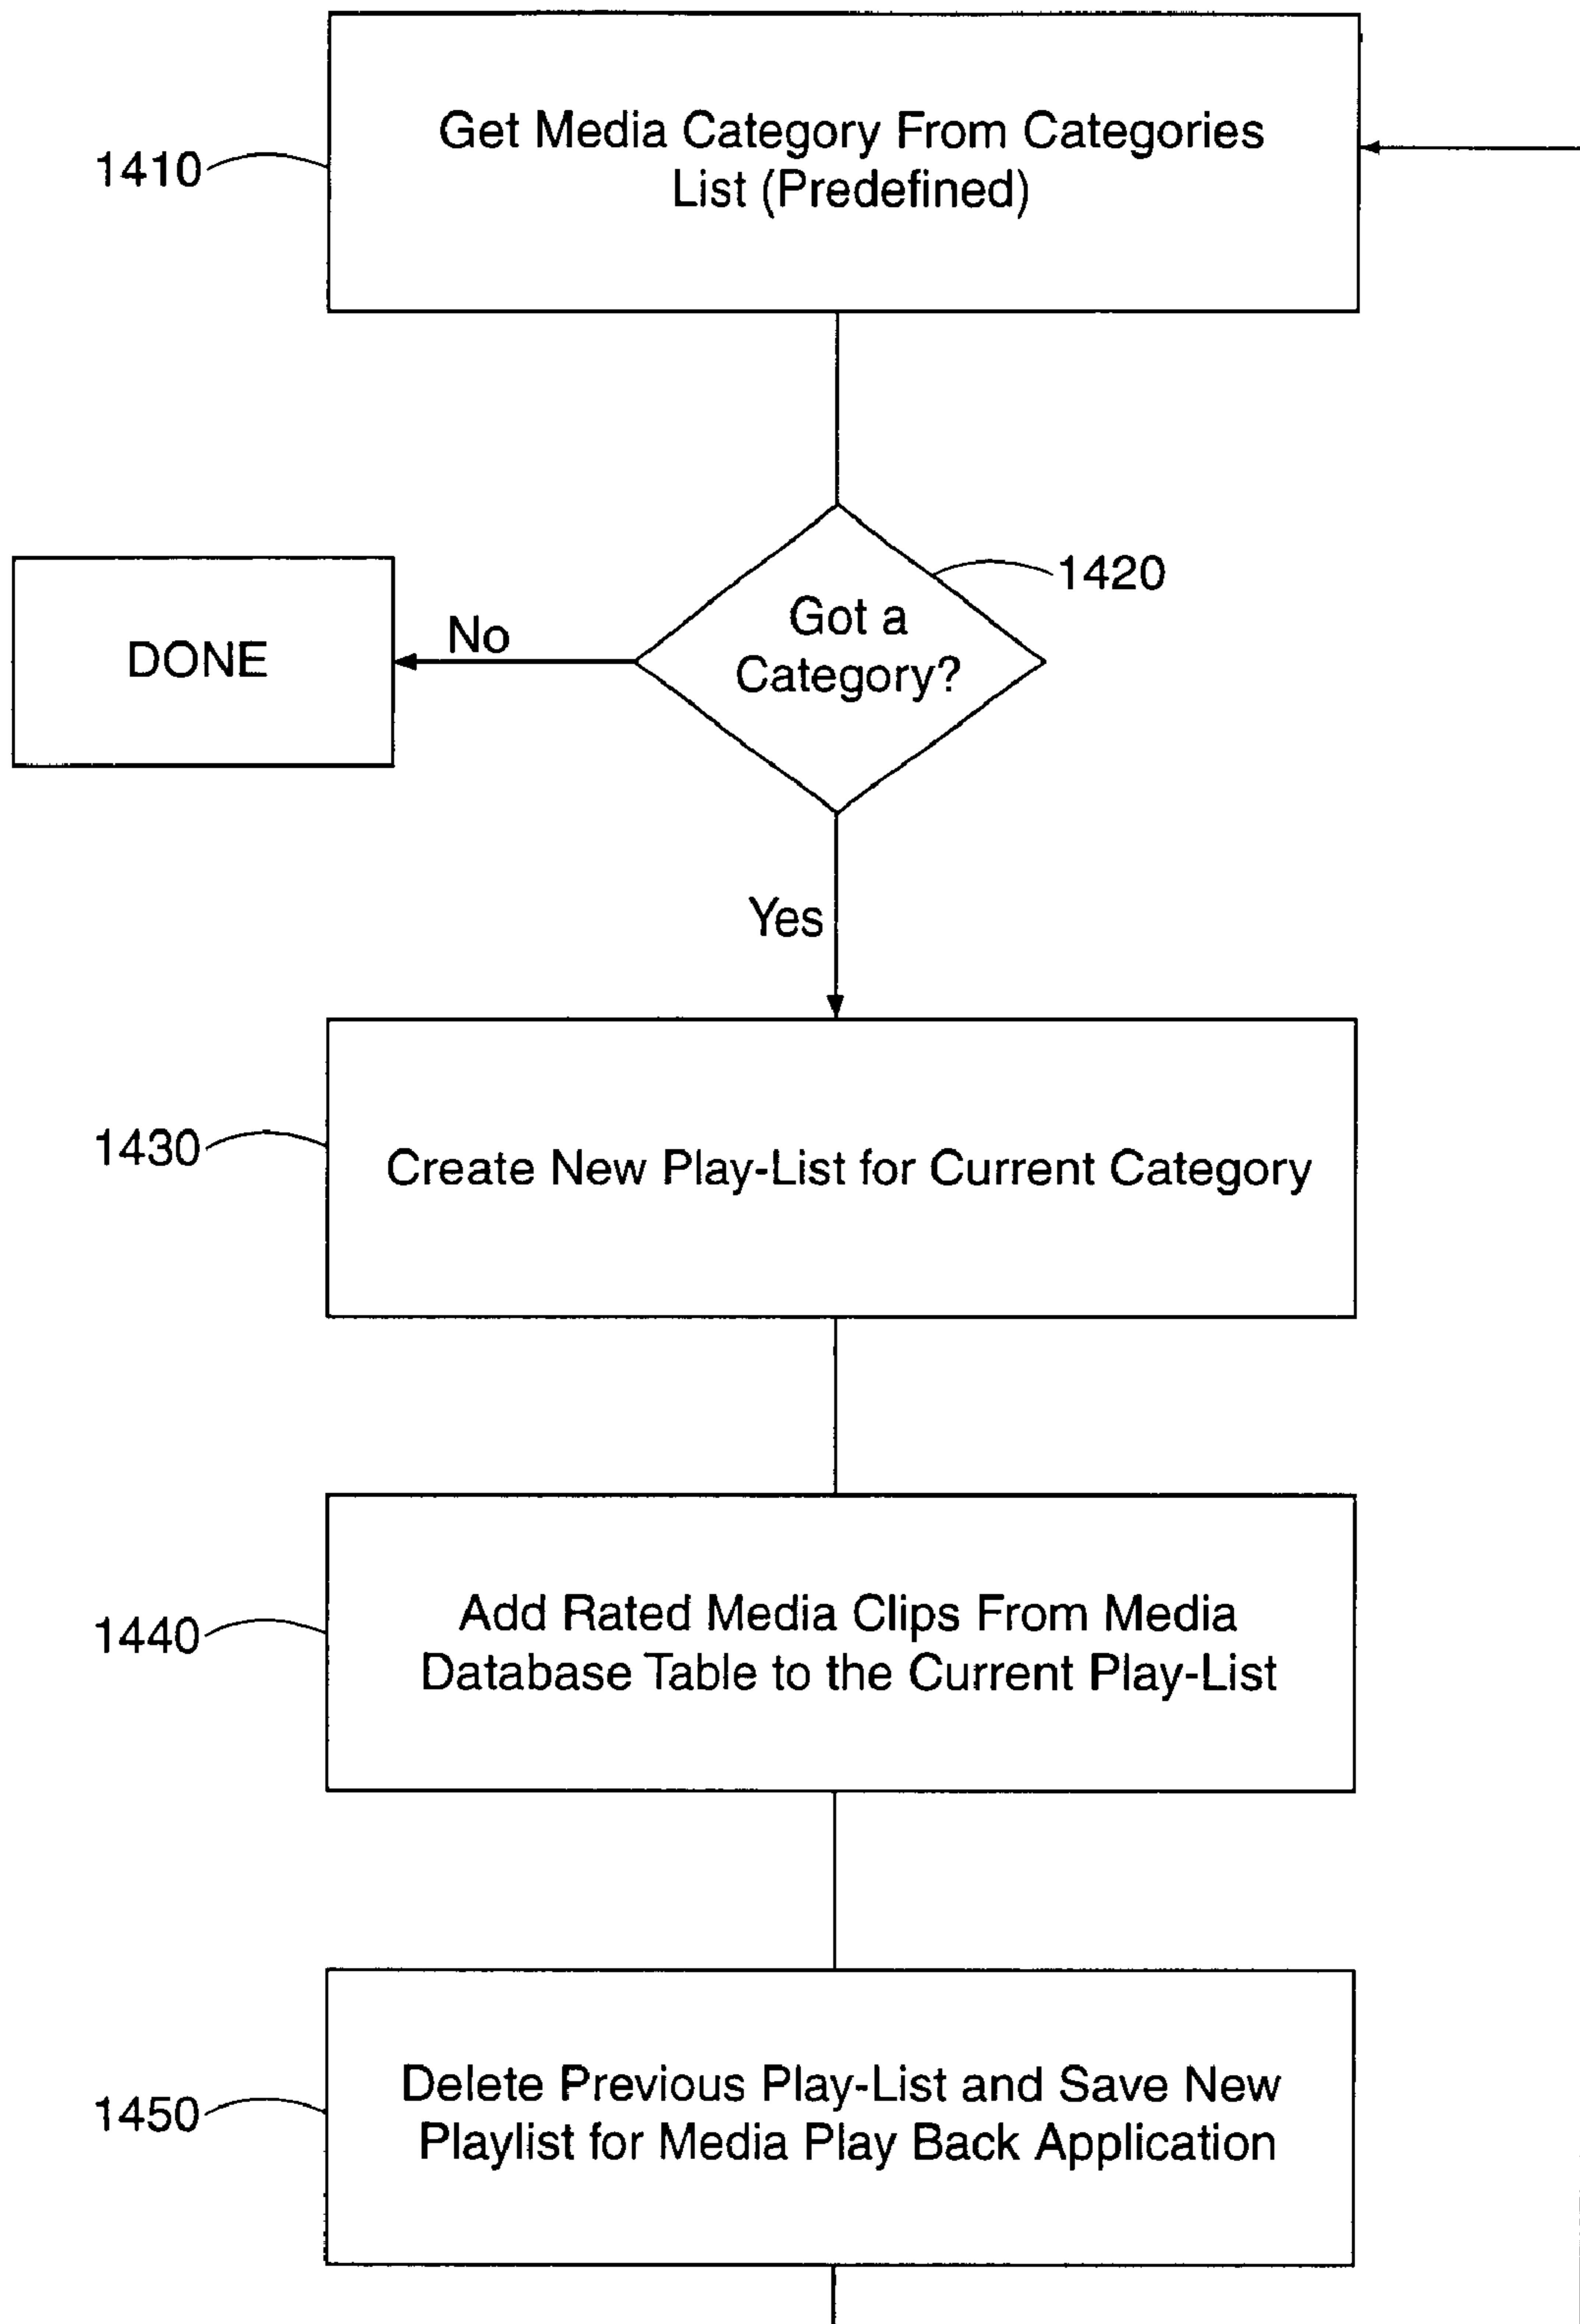 Get Media Category From Categories
List (Predefined)
1410
1420
Got a
Category?
No
DONE
Yes
1430
Create New Play-List for Current Category
1440
Add Rated Media Clips From Media
Database Table to the Current Play-List
1450
Delete Previous Play-List and Save New
Playlist for Media Play Back Application